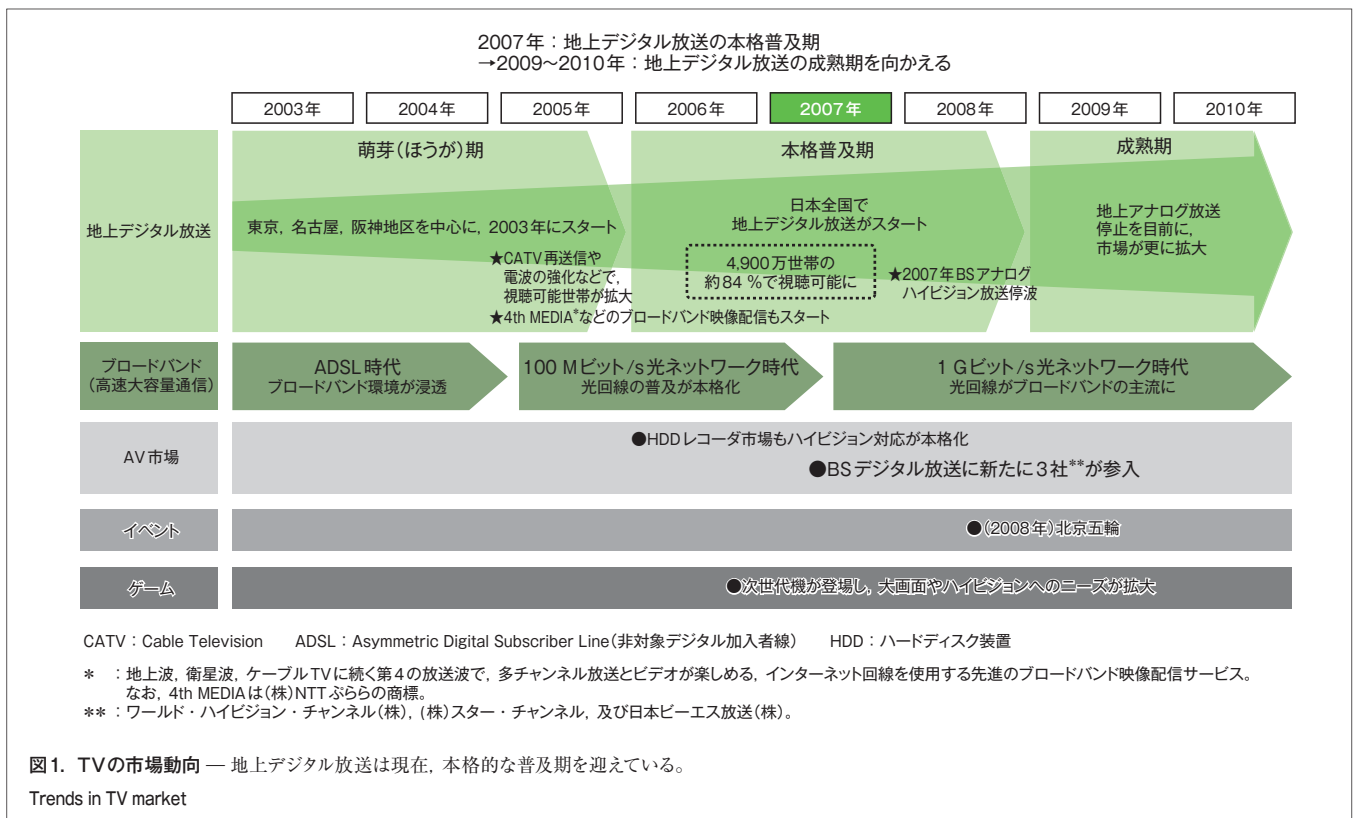 2007年：地上デジタル放送の本格普及期
→2009～2010年：地上デジタル放送の成熟期を向かえる
2003年
2004年
2005年
2006年
2007年
2008年
2009年
2010年
地上デジタル放送
萌芽(ほうが)期
本格普及期
成熟期
東京，名古屋，阪神地区を中心に，2003年にスタート
★CATV再送信や
電波の強化などで，
視聴可能世帯が拡大
★4th MEDIA*などのブロードバンド映像配信もスタート
日本全国で
地上デジタル放送がスタート
4,900万世帯の
約84 %で視聴可能に
★2007年BSアナログ
ハイビジョン放送停波
地上アナログ放送
停止を目前に，
市場が更に拡大
ブロードバンド
(高速大容量通信)
ADSL時代
ブロードバンド環境が浸透
100 Mビット/s光ネットワーク時代
光回線の普及が本格化
1 Gビット/s光ネットワーク時代
光回線がブロードバンドの主流に
AV市場
●HDDレコーダ市場もハイビジョン対応が本格化
●BSデジタル放送に新たに3社**が参入
イベント
●(2008年)北京五輪
ゲーム
●次世代機が登場し，大画面やハイビジョンへのニーズが拡大
CATV：Cable Television ADSL：Asymmetric Digital Subscriber Line(非対象デジタル加入者線) HDD：ハードディスク装置
* ：地上波，衛星波，ケーブルTVに続く第4の放送波で，多チャンネル放送とビデオが楽しめる，インターネット回線を使用する先進のブロードバンド映像配信サービス。
なお，4th MEDIAは(株)NTTぷららの商標。
** ：ワールド・ハイビジョン・チャンネル(株)，(株)スター・チャンネル，及び日本ビーエス放送(株)。
図1. TVの市場動向 — 地上デジタル放送は現在，本格的な普及期を迎えている。
Trends in TV market